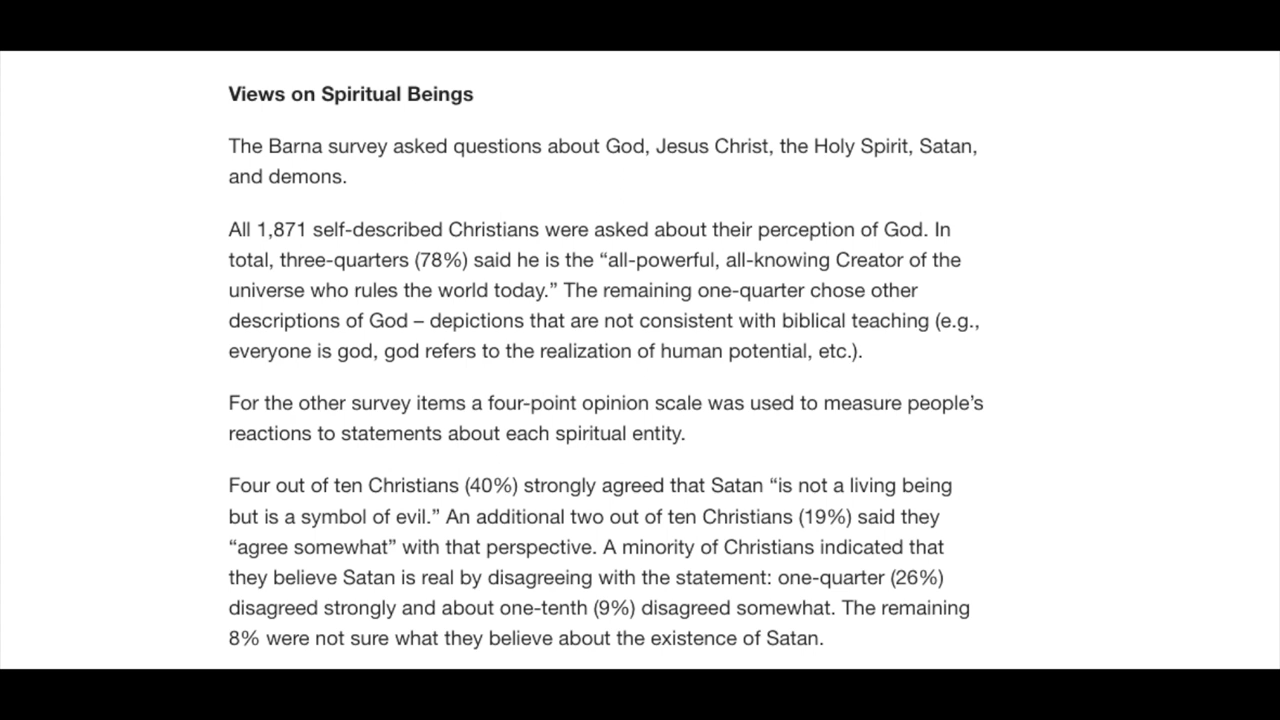 Views on Spiritual Beings
The Barna survey asked questions about God, Jesus Christ, the Holy Spirit, Satan,
and demons.
All 1,871 self-described Christians were asked about their perception of God. In
total, three-quarters (78%) said he is the “all-powerful, all-knowing Creator of the
universe who rules the world today.” The remaining one-quarter chose other
descriptions of God – depictions that are not consistent with biblical teaching (e.g.,
everyone is god, god refers to the realization of human potential, etc.).
For the other survey items a four-point opinion scale was used to measure people’s
reactions to statements about each spiritual entity.
Four out of ten Christians (40%) strongly agreed that Satan “is not a living being
but is a symbol of evil.” An additional two out of ten Christians (19%) said they
“agree somewhat” with that perspective. A minority of Christians indicated that
they believe Satan is real by disagreeing with the statement: one-quarter (26%)
disagreed strongly and about one-tenth (9%) disagreed somewhat. The remaining
8% were not sure what they believe about the existence of Satan.